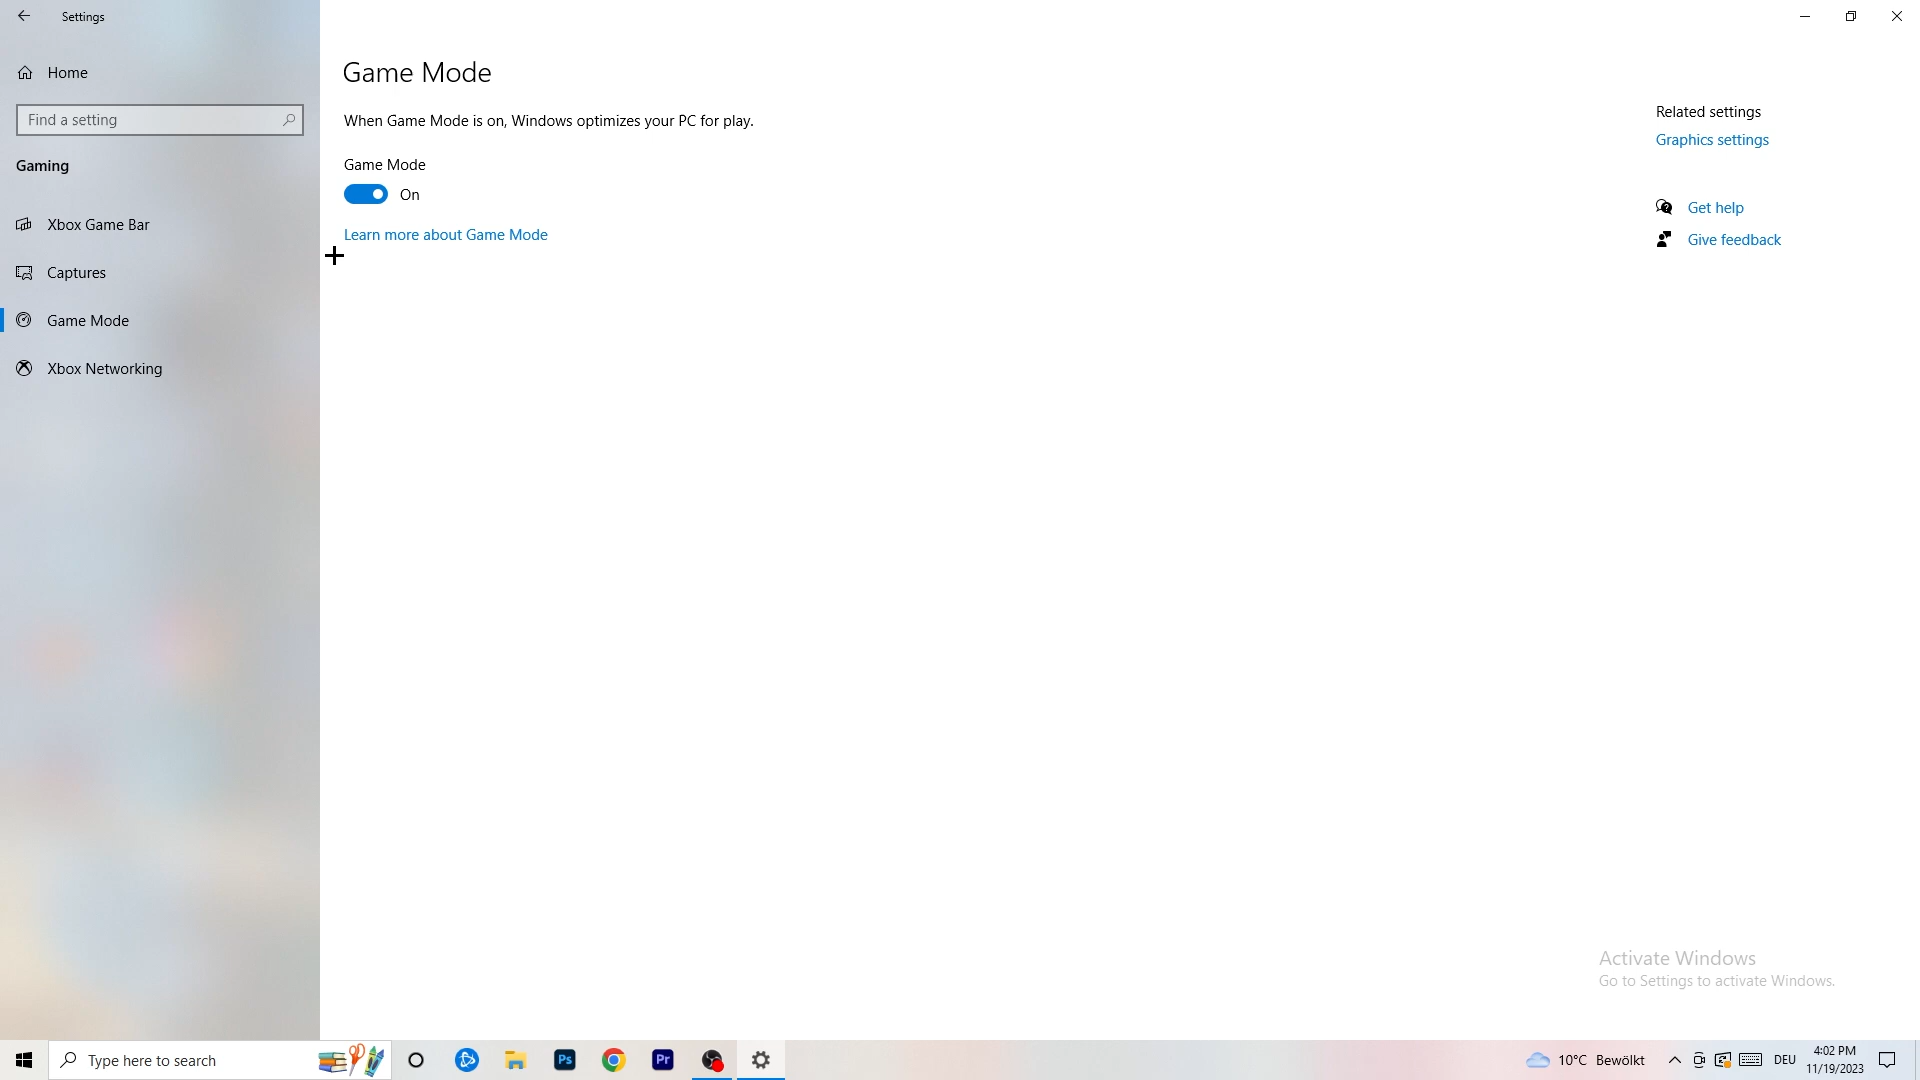 Settings
Home
Find a setting
Gaming
Xbox Game Bar
Captures
Game Mode
Xbox Networking
Game Mode
When Game Mode is on, Windows optimizes your PC for play.
Game Mode
On
Learn more about Game Mode
Related settings
Graphics settings
Get help
Give feedback
Activate Windows
Go to Settings to activate Windows.
Type here to search
Ps
Pr
10°C Bewölkt
DEU
4:02 PM
11/19/2023